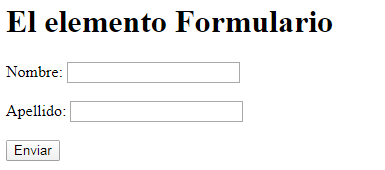 El elemento Formulario
Nombre:
Apellido:
Enviar